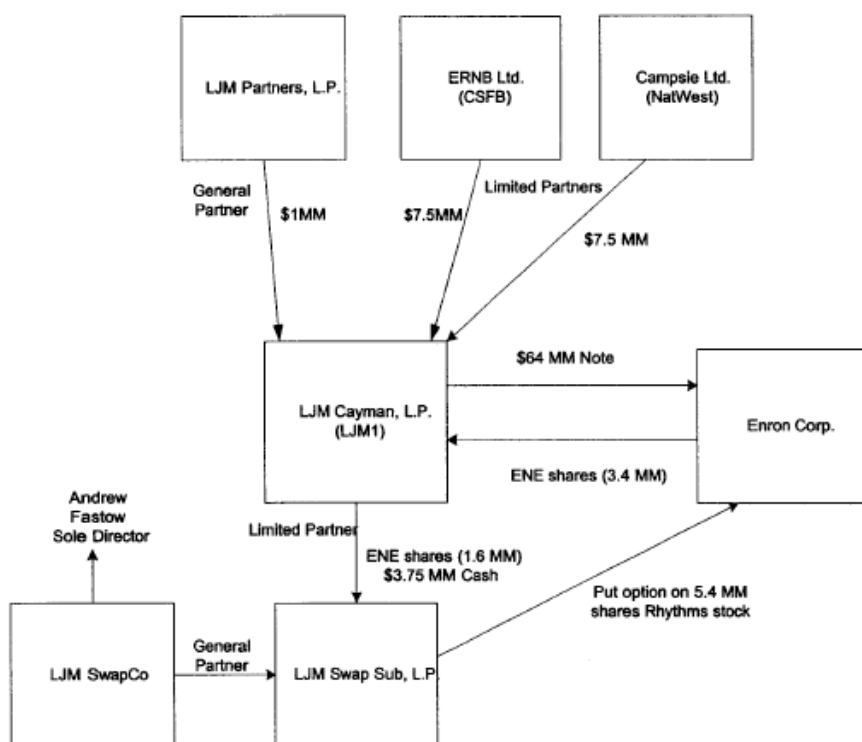 LJM Partners, L.P.
ERNB Ltd.
(CSFB)
Campsie Ltd.
(NatWest)
General
Partner
$1MM
$7.5MM
Limited Partners
$7.5 MM
LJM Cayman, L.P.
(LJM1)
$64 MM Note
Enron Corp.
ENE shares (3.4 MM)
Andrew
Fastow
Sole Director
Limited Partner
ENE shares (1.6 MM)
$3.75 MM Cash
Put option on 5.4 MM
shares Rhythms stock
LJM SwapCo
General
Partner
LJM Swap Sub, L.P.